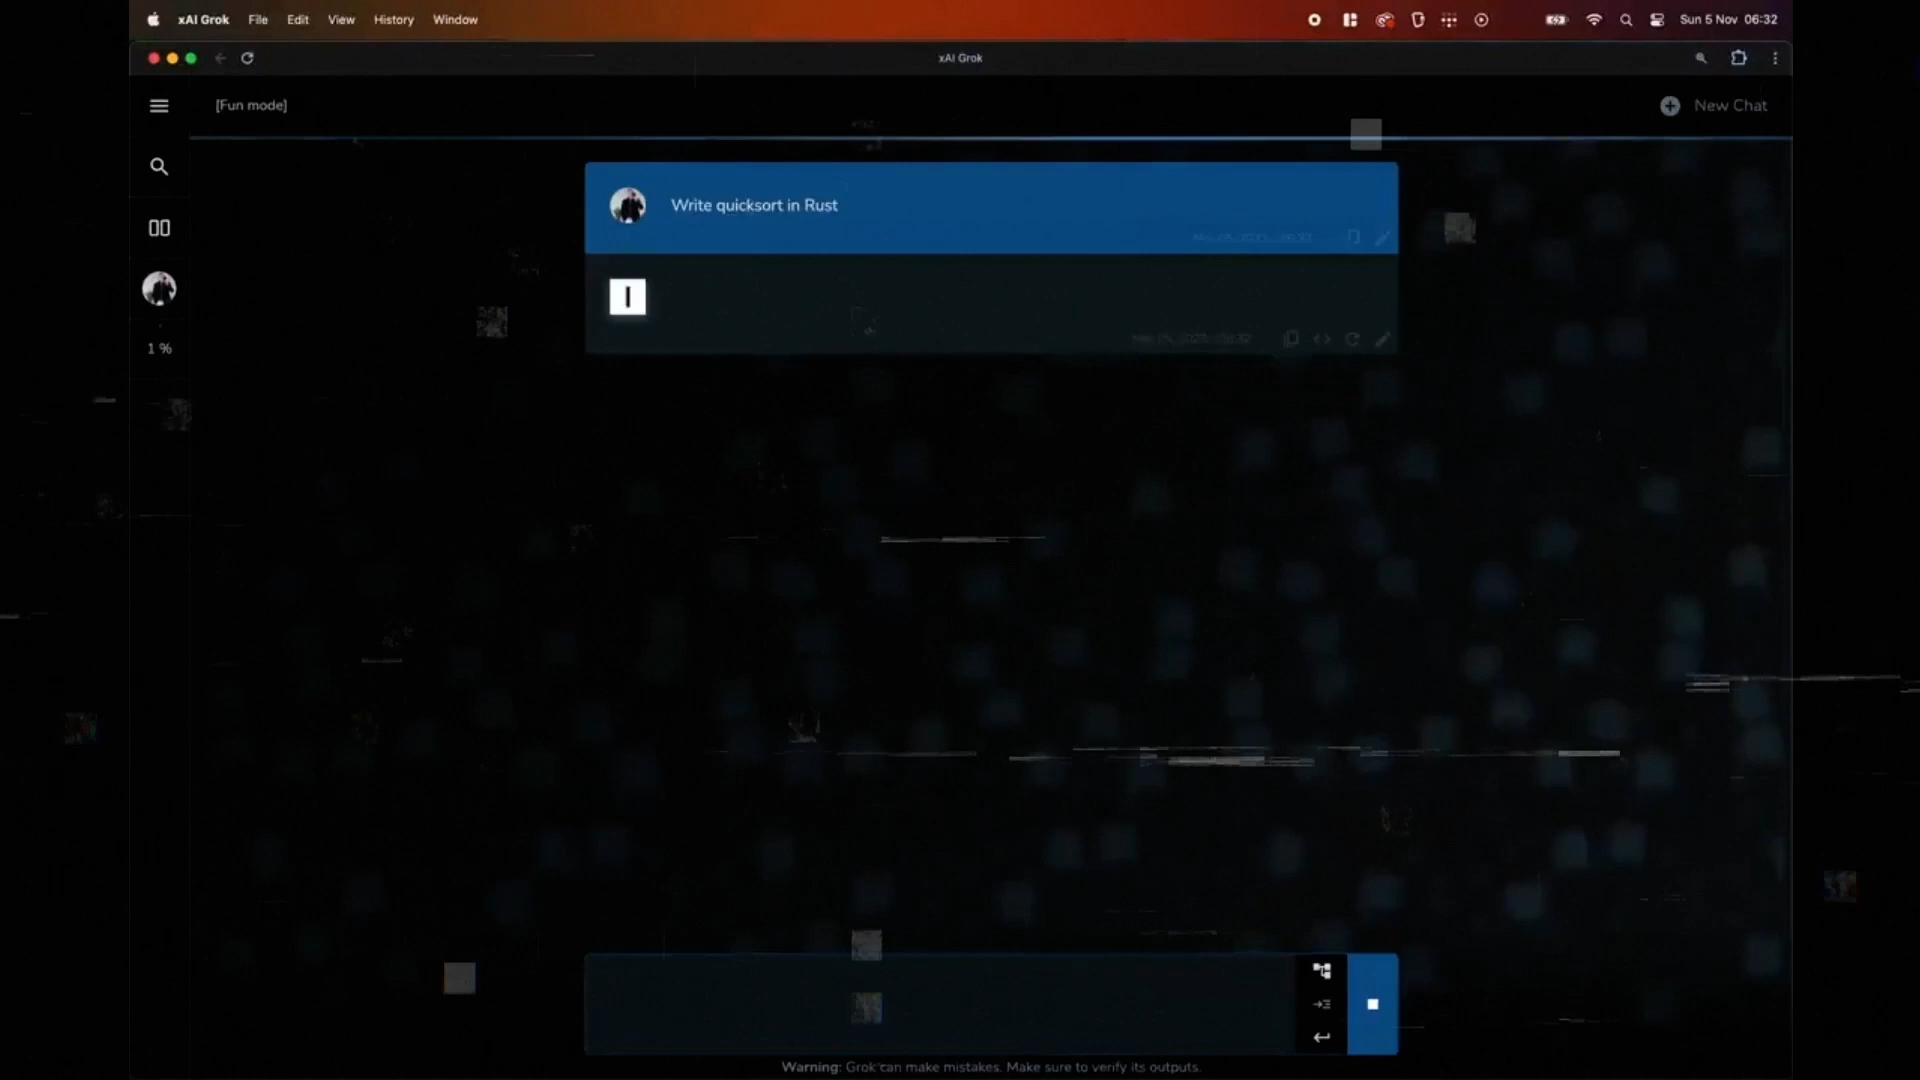 xAI Grok File Edit View History Window Sun 5 Nov 06:32
xAI Grok
[Fun mode] New Chat
Write quicksort in Rust
1 %
Warning: Grok can make mistakes. Make sure to verify its outputs.